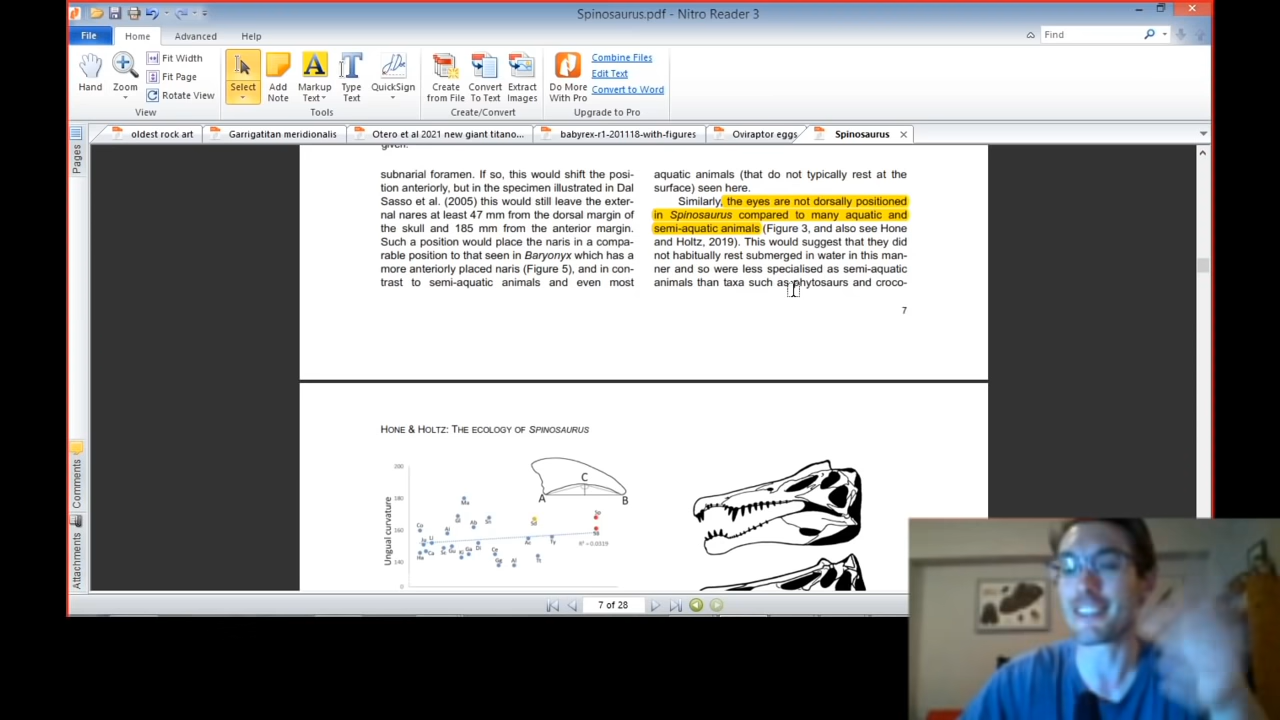 Spinosaurus.pdf - Nitro Reader 3
File
Home
Advanced
Help
Find
Hand
Zoom
Fit Width
Fit Page
Rotate View
View
Select
Add Note
Markup Text
Type Text
QuickSign
Tools
Create from File
Convert To Text
Extract Images
Create/Convert
Do More With Pro
Combine Files
Edit Text
Convert to Word
Upgrade to Pro
oldest rock art
Garrigatitan meridionalis
Otero et al 2021 new giant titano...
babyrex-r1-201118-with-figures
Oviraptor eggs
Spinosaurus
Pages
Comments
Attachments
given.
subnarial foramen. If so, this would shift the posi-
tion anteriorly, but in the specimen illustrated in Dal
Sasso et al. (2005) this would still leave the exter-
nal nares at least 47 mm from the dorsal margin of
the skull and 185 mm from the anterior margin.
Such a position would place the naris in a compa-
rable position to that seen in Baryonyx which has a
more anteriorly placed naris (Figure 5), and in con-
trast to semi-aquatic animals and even most
aquatic animals (that do not typically rest at the
surface) seen here.
Similarly, the eyes are not dorsally positioned
in Spinosaurus compared to many aquatic and
semi-aquatic animals (Figure 3, and also see Hone
and Holtz, 2019). This would suggest that they did
not habitually rest submerged in water in this man-
ner and so were less specialised as semi-aquatic
animals than taxa such as phytosaurs and croco-
7
HONE & HOLTZ: THE ECOLOGY OF SPINOSAURUS
Ungual curvature
200
180
160
140
0
A
C
B
R² = 0.0319
7 of 28